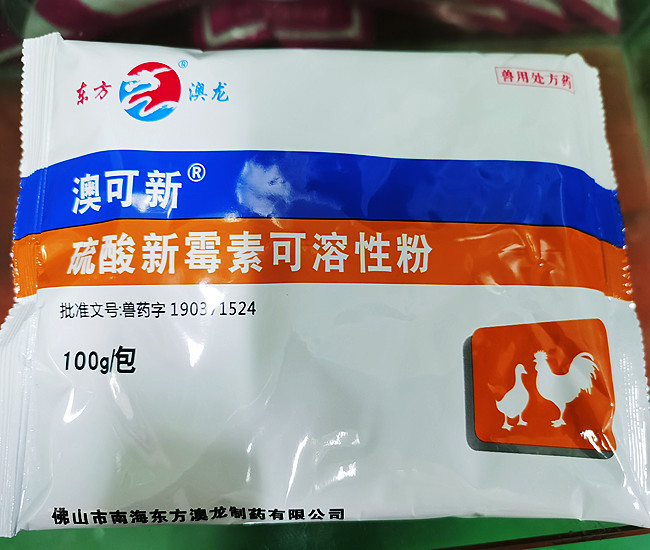 东方 ® 澳龙
兽用处方药
澳可新®
硫酸新霉素可溶性粉
批准文号:兽药字 190371524
100g/包
佛山市南海东方澳龙制药有限公司